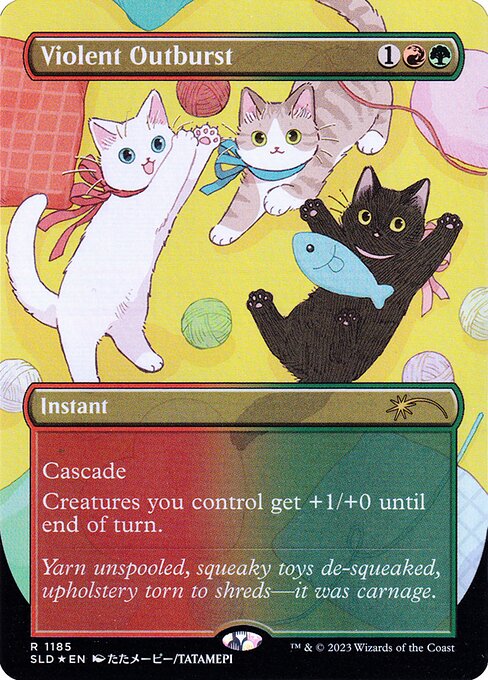 Violent Outburst 1
Instant
Cascade
Creatures you control get +1/+0 until
end of turn.
Yarn unspooled, squeaky toys de-squeaked,
upholstery torn to shreds—it was carnage.
R 1185
SLD★EN たたメーピー/TATAMEPI
™ & © 2023 Wizards of the Coast